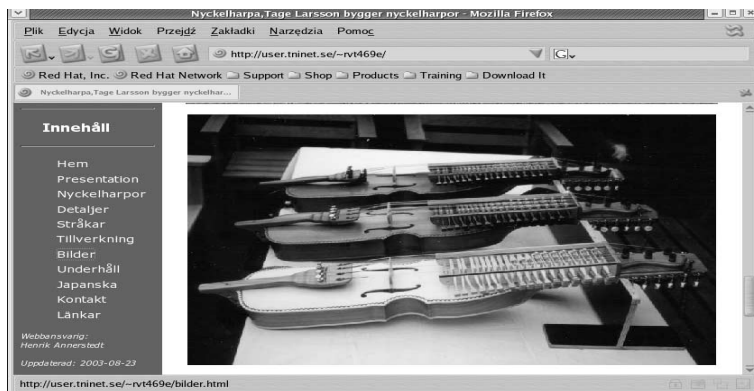 Nyckelharpa,Tage Larsson bygger nyckelharpor - Mozilla Firefox
Plik Edycja Widok Przejdź Zakładki Narzędzia Pomoc
http://user.tninet.se/~rvt469e/
G
Red Hat, Inc. Red Hat Network Support Shop Products Training Download It
Nyckelharpa,Tage Larsson bygger nyckelhar...
Innehåll
Hem
Presentation
Nyckelharpor
Detaljer
Stråkar
Tillverkning
Bilder
Underhåll
Japanska
Kontakt
Länkar
Webbansvarig:
Henrik Annerstedt
Uppdaterad: 2003-08-23
http://user.tninet.se/~rvt469e/bilder.html